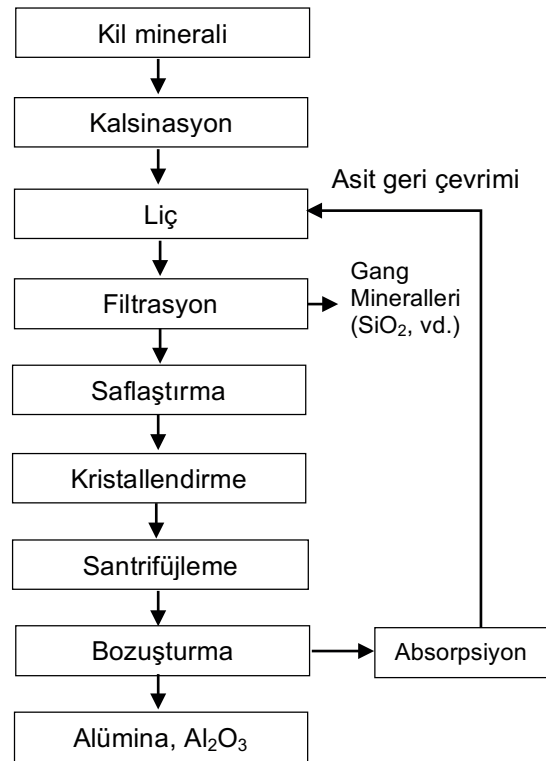 Kil minerali
Kalsinasyon
Asit geri çevrimi
Liç
Gang
Mineralleri
(SiO₂, vd.)
Filtrasyon
Saflaştırma
Kristallendirme
Santrifüjleme
Bozuşturma
Absorpsiyon
Alümina, Al₂O₃